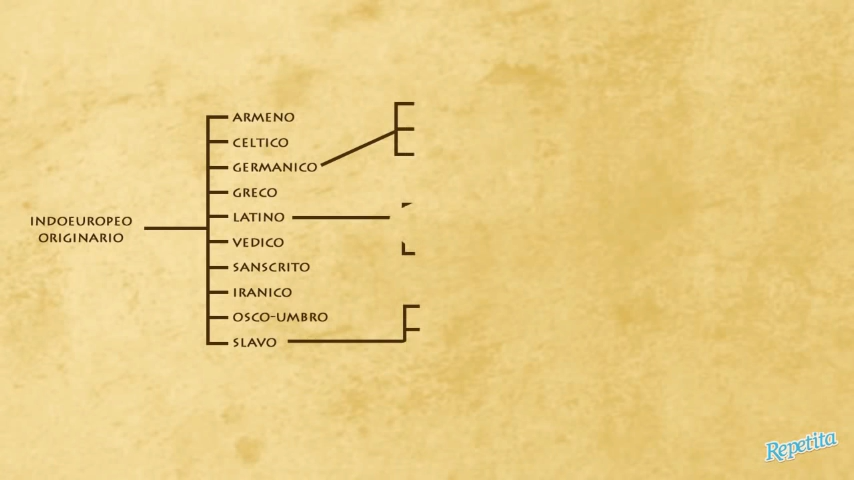 ARMENO
CELTICO
GERMANICO
GRECO
INDOEUROPEO
ORIGINARIO
LATINO
VEDICO
SANSCRITO
IRANICO
OSCO-UMBRO
SLAVO
Repetita